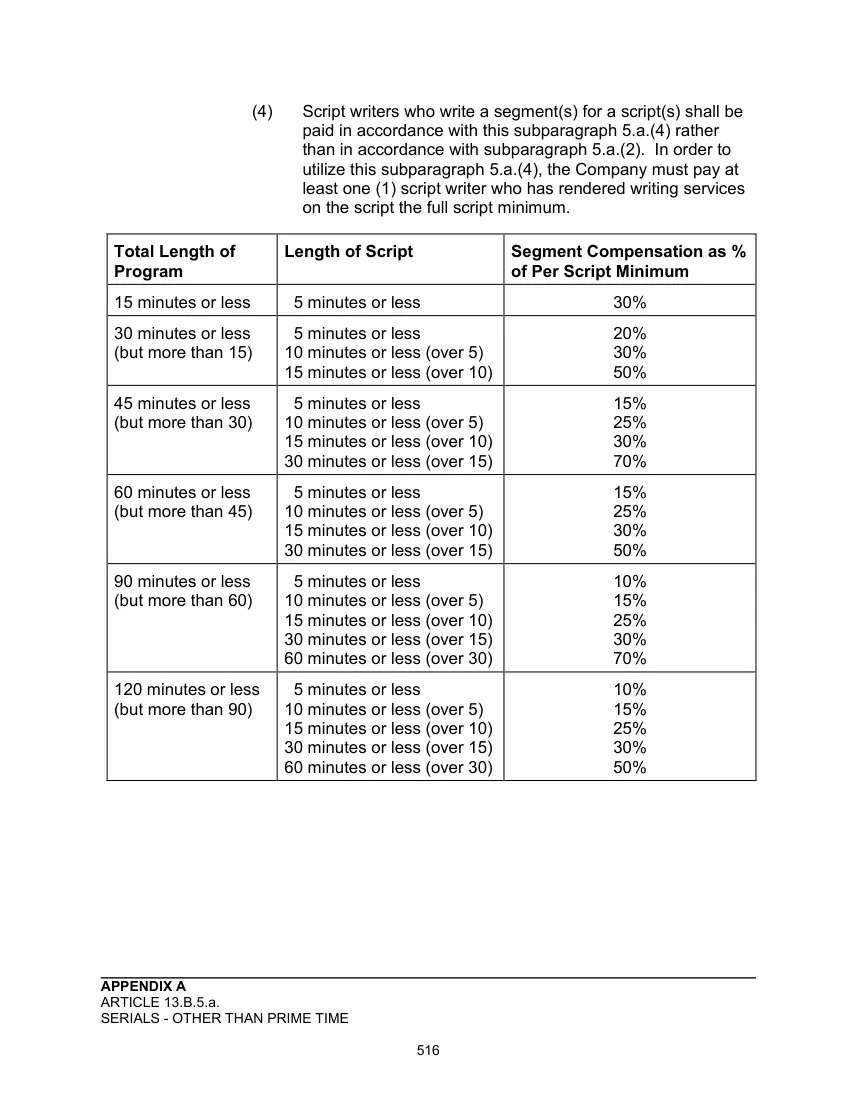 (4) Script writers who write a segment(s) for a script(s) shall be
paid in accordance with this subparagraph 5.a.(4) rather
than in accordance with subparagraph 5.a.(2).  In order to
utilize this subparagraph 5.a.(4), the Company must pay at
least one (1) script writer who has rendered writing services
on the script the full script minimum.
Total Length of Program | Length of Script | Segment Compensation as % of Per Script Minimum
15 minutes or less | 5 minutes or less | 30%
30 minutes or less | 5 minutes or less | 20%
(but more than 15) | 10 minutes or less (over 5) | 30%
15 minutes or less (over 10) | 50%
45 minutes or less | 5 minutes or less | 15%
(but more than 30) | 10 minutes or less (over 5) | 25%
15 minutes or less (over 10) | 30%
30 minutes or less (over 15) | 70%
60 minutes or less | 5 minutes or less | 15%
(but more than 45) | 10 minutes or less (over 5) | 25%
15 minutes or less (over 10) | 30%
30 minutes or less (over 15) | 50%
90 minutes or less | 5 minutes or less | 10%
(but more than 60) | 10 minutes or less (over 5) | 15%
15 minutes or less (over 10) | 25%
30 minutes or less (over 15) | 30%
60 minutes or less (over 30) | 70%
120 minutes or less | 5 minutes or less | 10%
(but more than 90) | 10 minutes or less (over 5) | 15%
15 minutes or less (over 10) | 25%
30 minutes or less (over 15) | 30%
60 minutes or less (over 30) | 50%
APPENDIX A
ARTICLE 13.B.5.a.
SERIALS - OTHER THAN PRIME TIME
516